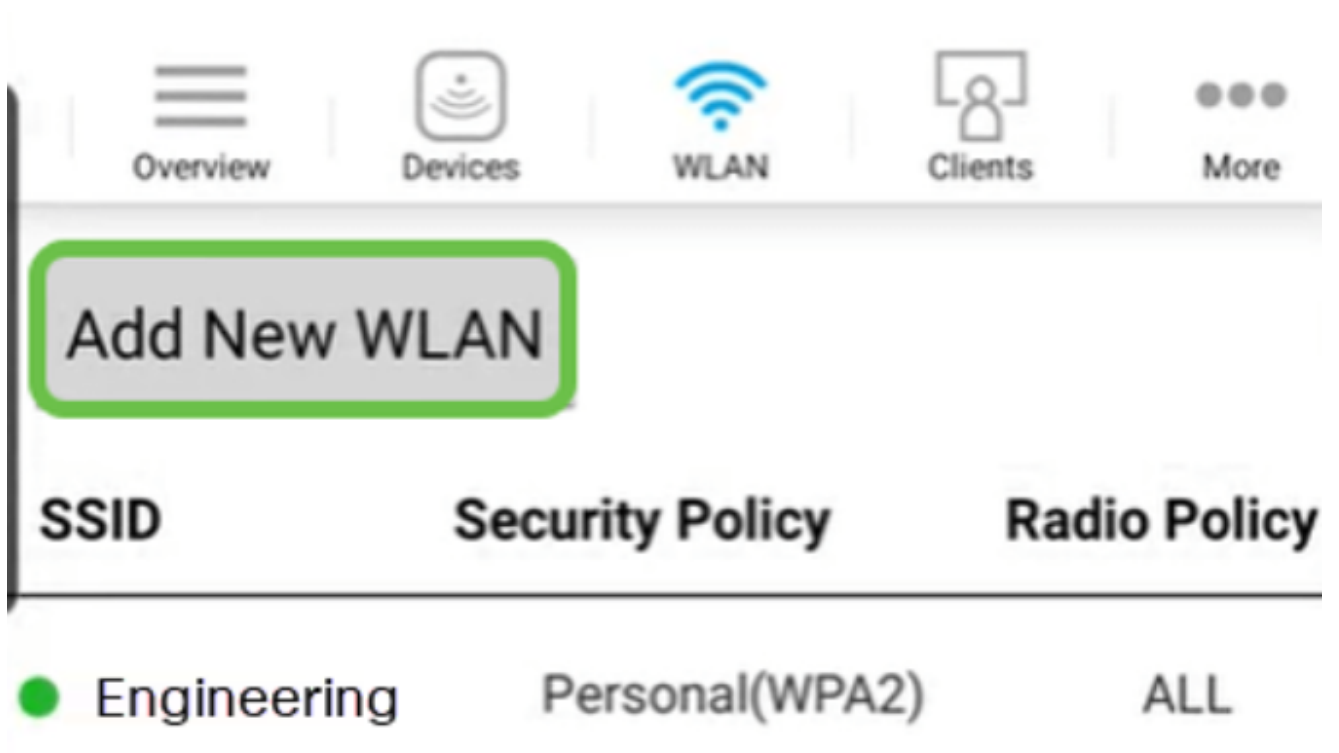 Overview Devices WLAN Clients More
Add New WLAN
SSID Security Policy Radio Policy
Engineering Personal(WPA2) ALL